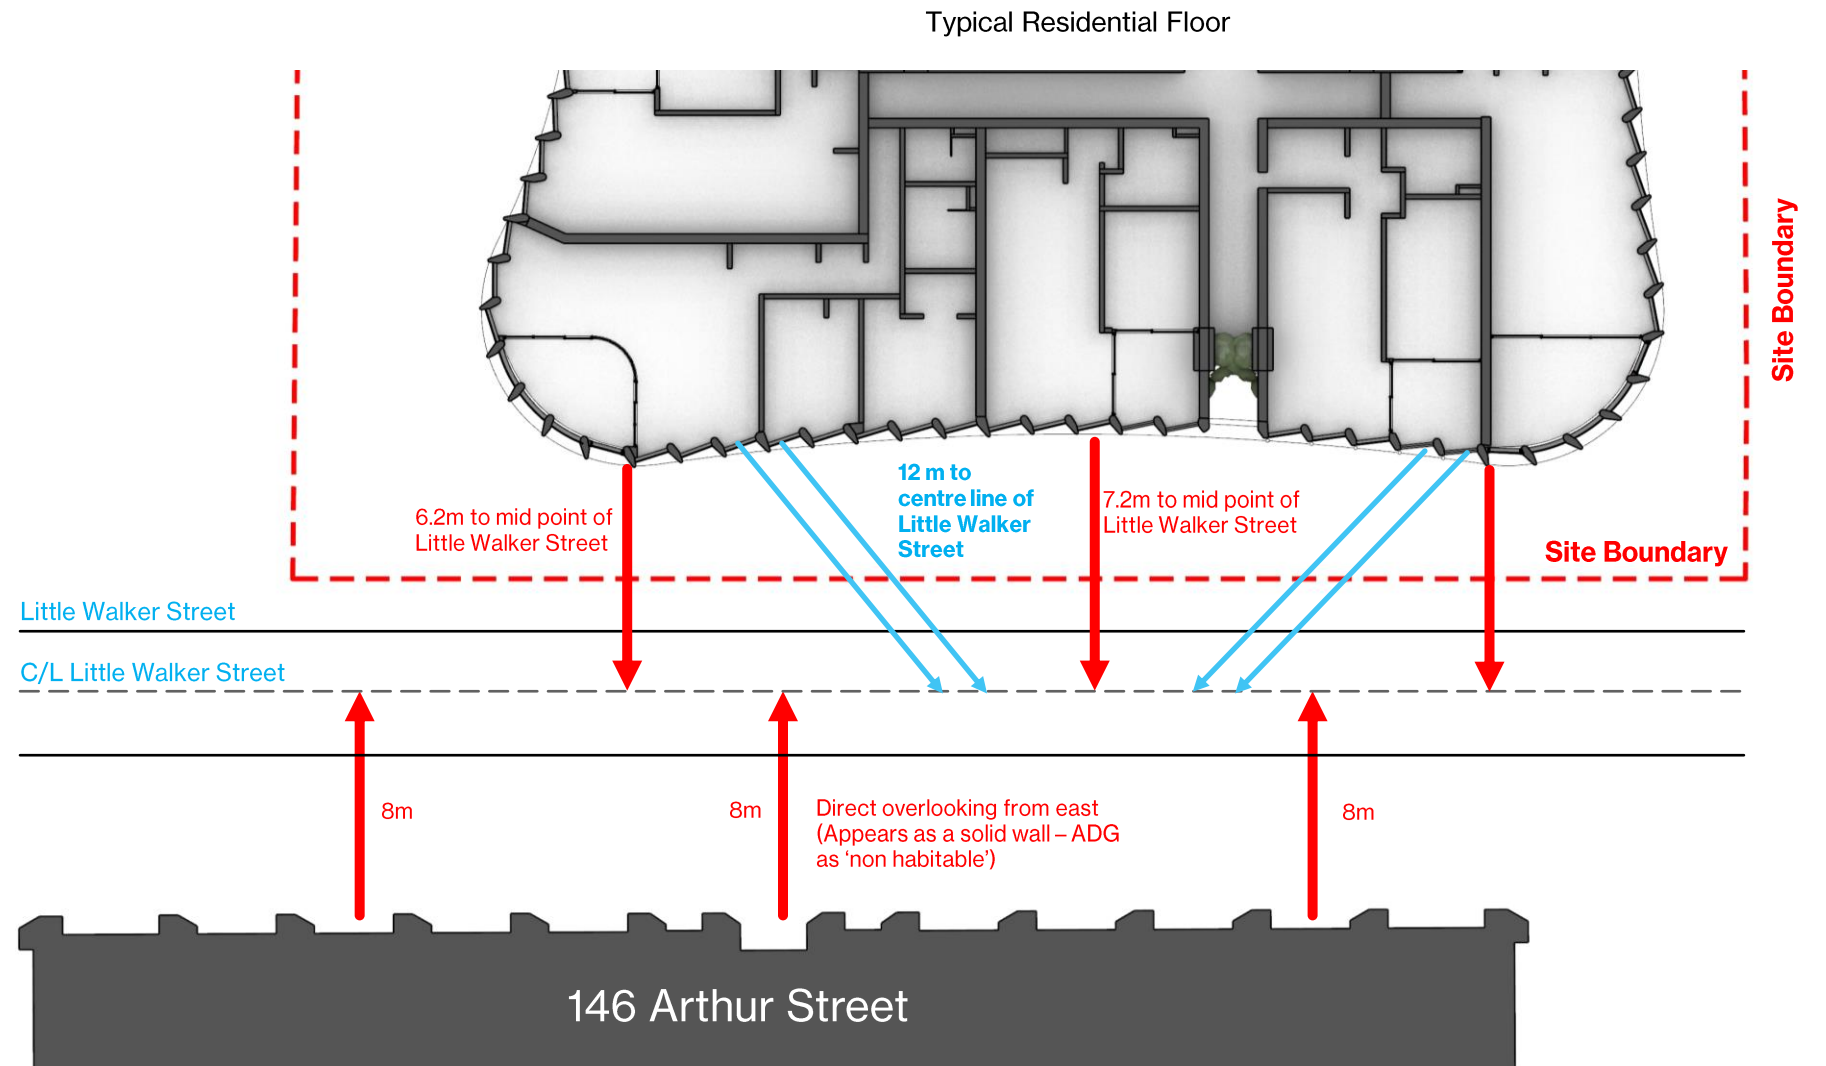 Typical Residential Floor
Site Boundary
12 m to
centre line of
Little Walker
Street
7.2m to mid point of
Little Walker Street
6.2m to mid point of
Little Walker Street
Site Boundary
Little Walker Street
C/L Little Walker Street
8m
8m
Direct overlooking from east
(Appears as a solid wall – ADG
as ‘non habitable’)
8m
146 Arthur Street